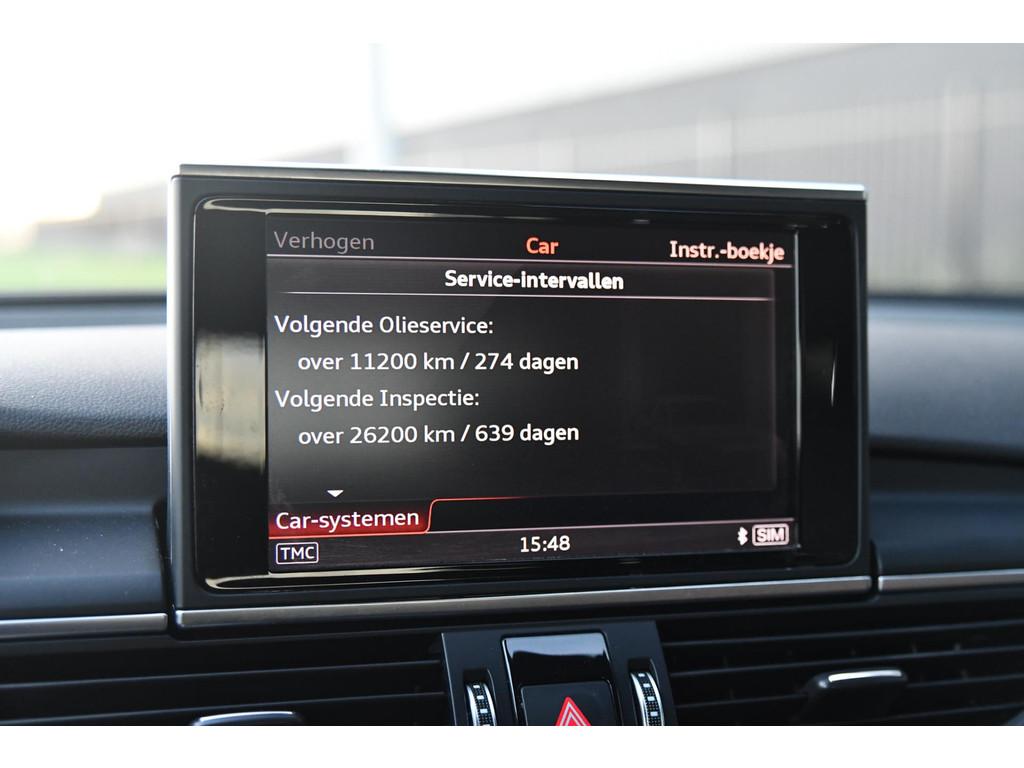 Verhogen Car Instr.-boekje
Service-intervallen
Volgende Olieservice:
over 11200 km / 274 dagen
Volgende Inspectie:
over 26200 km / 639 dagen
Car-systemen
TMC 15:48 SIM